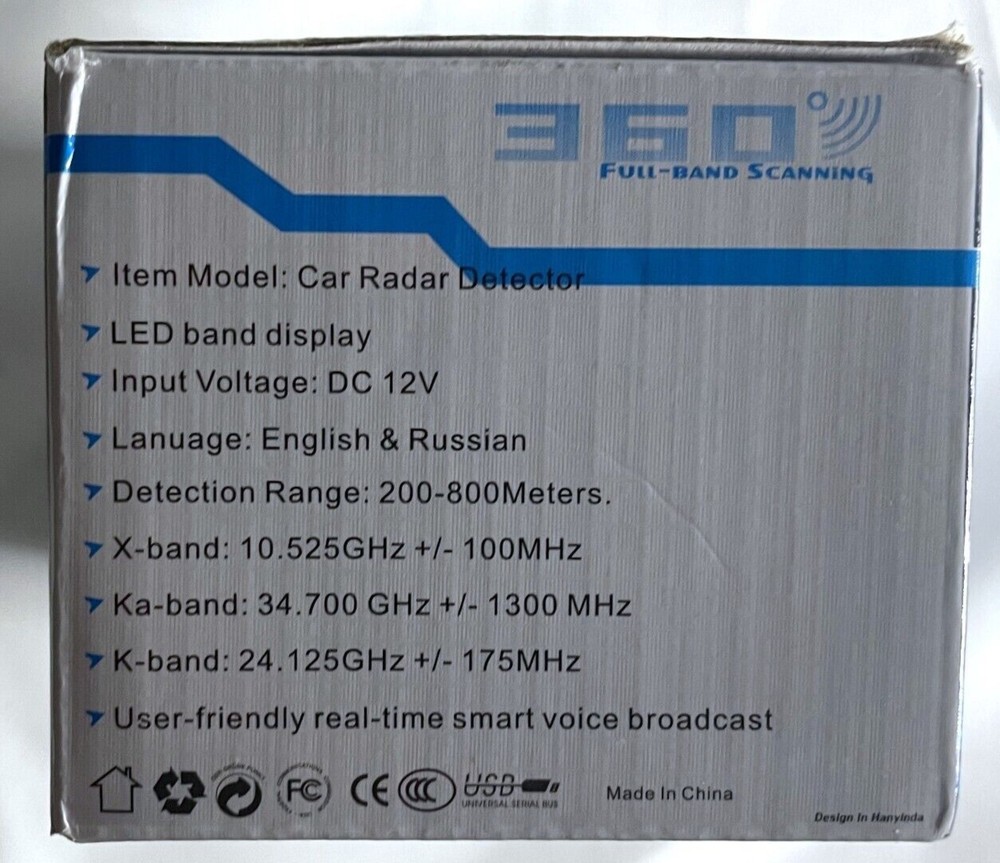 360°
FULL-BAND SCANNING
Item Model: Car Radar Detector
LED band display
Input Voltage: DC 12V
Lanuage: English & Russian
Detection Range: 200-800Meters.
X-band: 10.525GHz +/- 100MHz
Ka-band: 34.700 GHz +/- 1300 MHz
K-band: 24.125GHz +/- 175MHz
User-friendly real-time smart voice broadcast
FC CE CCC USB
UNIVERSAL SERIAL BUS
Made In China
Design In Hanyinda